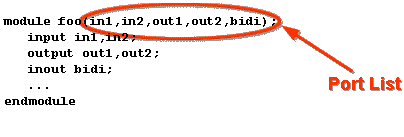 module foo(in1,in2,out1,out2,bidi);
input in1,in2;
output out1,out2;
inout bidi;
...
endmodule
Port List